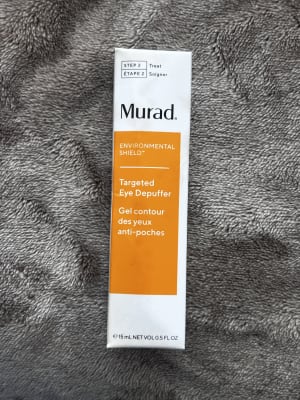 STEP 2 Treat
ÉTAPE 2 Soigner
Murad.
ENVIRONMENTAL
SHIELD™
Targeted
Eye Depuffer
Gel contour
des yeux
anti-poches
℮ 15 mL NET VOL 0.5 FL OZ